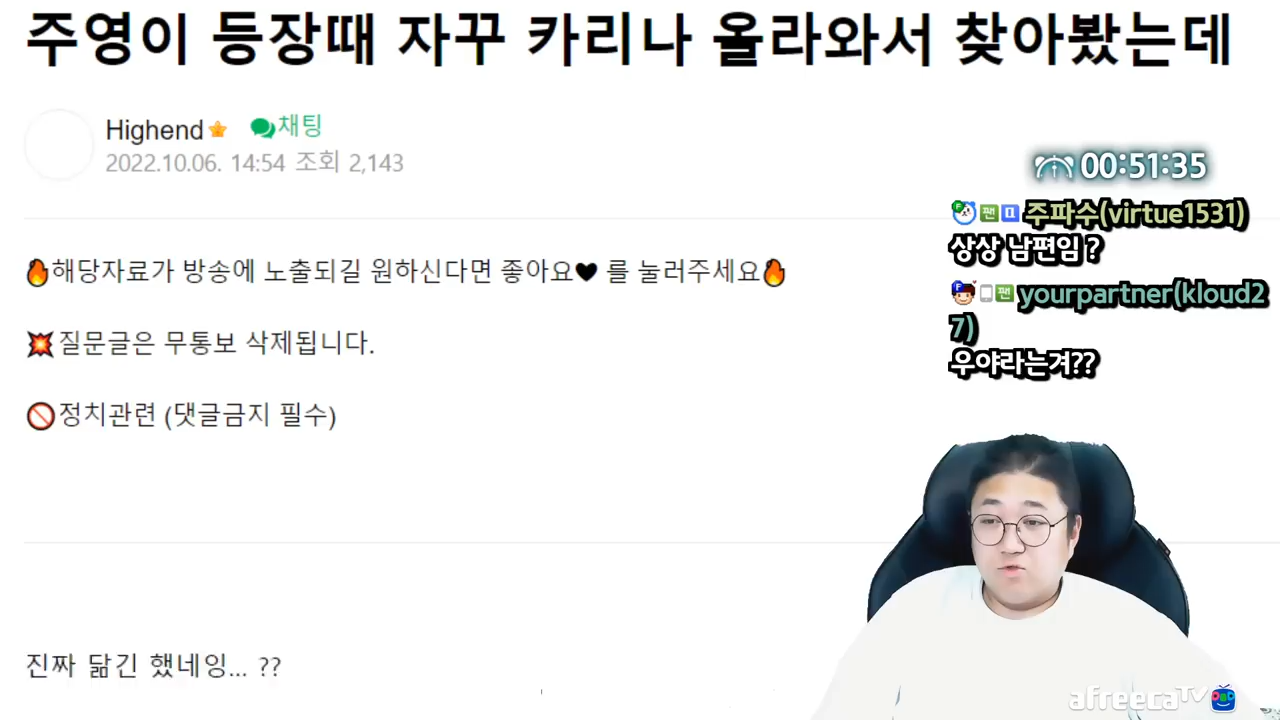 주영이 등장때 자꾸 카리나 올라와서 찾아봤는데
Highend 채팅
2022.10.06. 14:54 조회 2,143
00:51:35
팬 주파수(virtue1531)
상상 남편임 ?
해당자료가 방송에 노출되길 원하신다면 좋아요 를 눌러주세요
팬 yourpartner(kloud2
7)
우야라는겨??
질문글은 무통보 삭제됩니다.
정치관련 (댓글금지 필수)
진짜 닮긴 했네잉... ??
afreecaTV